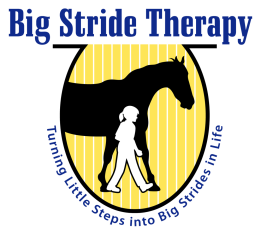 Big Stride Therapy
Turning Little Steps into Big Strides in Life